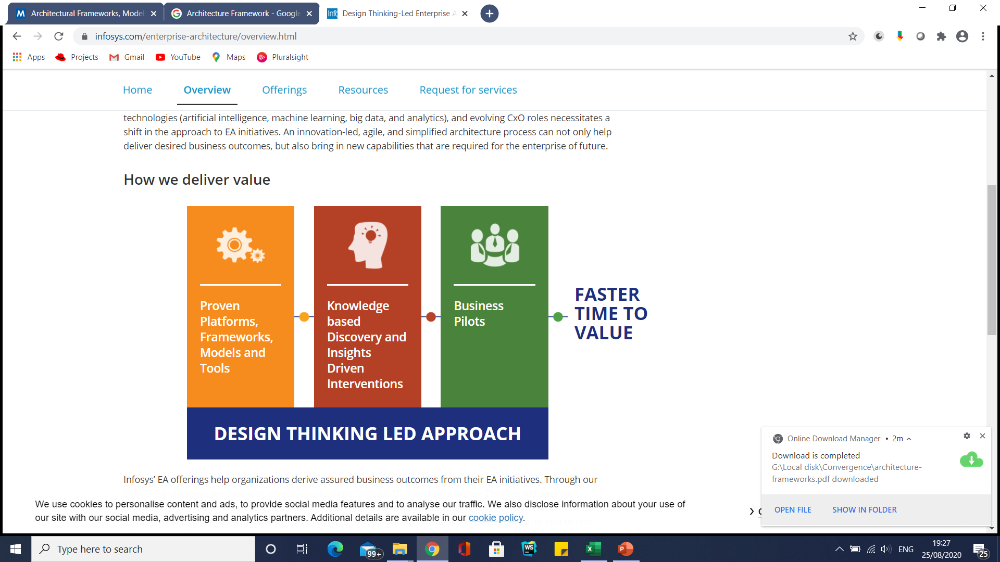 Architectural Frameworks, Model
Architecture Framework - Google
Info
Design Thinking-Led Enterprise A
infosys.com/enterprise-architecture/overview.html
Apps
Projects
Gmail
YouTube
Maps
Pluralsight
Home
Overview
Offerings
Resources
Request for services
technologies (artificial intelligence, machine learning, big data, and analytics), and evolving CxO roles necessitates a
shift in the approach to EA initiatives. An innovation-led, agile, and simplified architecture process can not only help
deliver desired business outcomes, but also bring in new capabilities that are required for the enterprise of future.
How we deliver value
Proven
Platforms,
Frameworks,
Models and
Tools
Knowledge
based
Discovery and
Insights
Driven
Interventions
Business
Pilots
FASTER
TIME TO
VALUE
DESIGN THINKING LED APPROACH
Infosys’ EA offerings help organizations derive assured business outcomes from their EA initiatives. Through our
We use cookies to personalise content and ads, to provide social media features and to analyse our traffic. We also disclose information about your use of
our site with our social media, advertising and analytics partners. Additional details are available in our cookie policy.
Online Download Manager • 2m
Download is completed
G:\Local disk\Convergence\architecture-
frameworks.pdf downloaded
OPEN FILE
SHOW IN FOLDER
Type here to search
99+
WS
ENG
19:27
25/08/2020
25